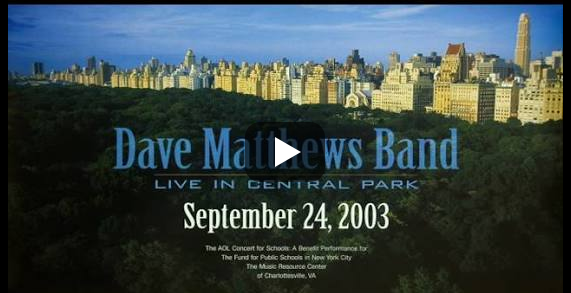 Dave Matthews Band
LIVE IN CENTRAL PARK
September 24, 2003
The AOL Concert for Schools: A Benefit Performance for
The Fund for Public Schools in New York City
The Music Resource Center
of Charlottesville, VA